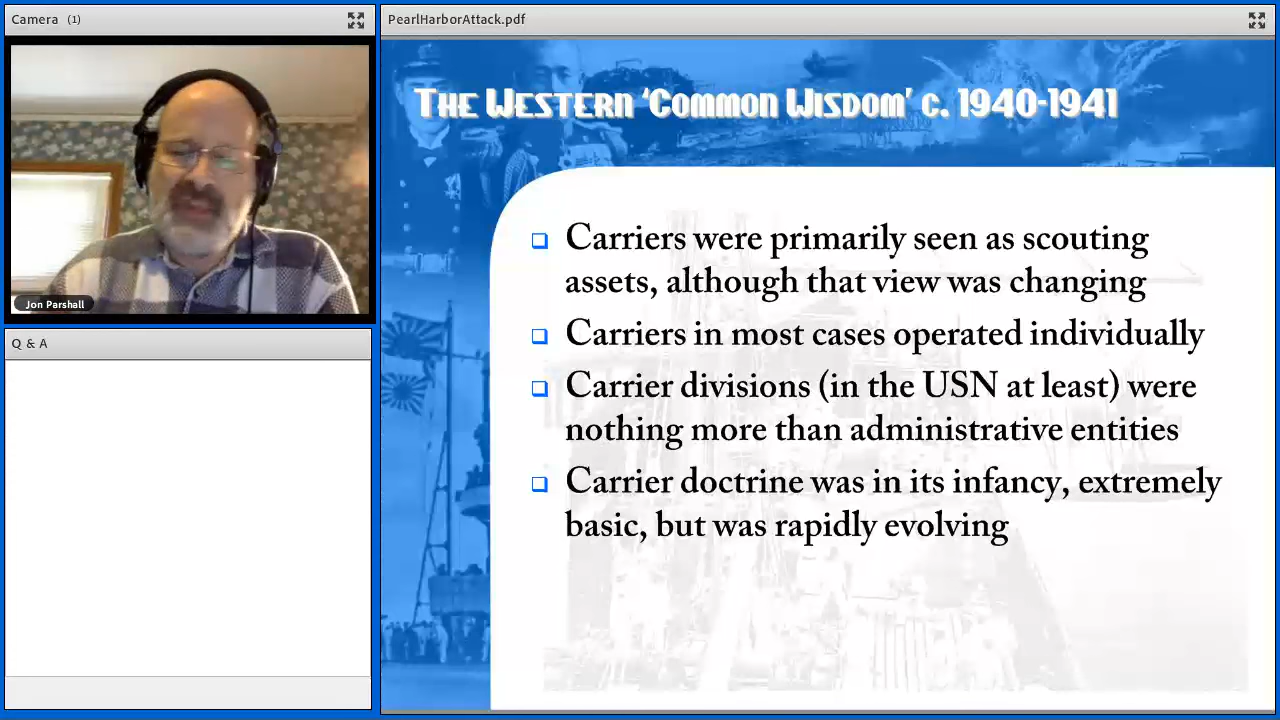 Camera (1)
PearlHarborAttack.pdf
THE WESTERN ‘COMMON WISDOM’ C. 1940-1941
Jon Parshall
Q & A
Carriers were primarily seen as scouting
assets, although that view was changing
Carriers in most cases operated individually
Carrier divisions (in the USN at least) were
nothing more than administrative entities
Carrier doctrine was in its infancy, extremely
basic, but was rapidly evolving